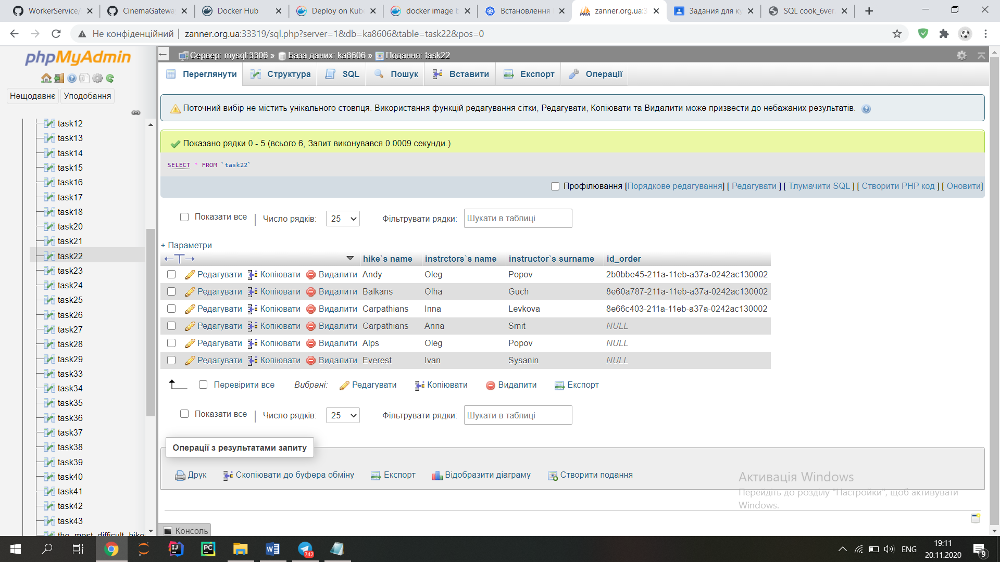 WorkerService/
CinemaGatewa
Docker Hub
Deploy on Kub
docker image b
Встановлення
zanner.org.ua:3
Задания для ку
SQL cook_6ver
Не конфіденційний
zanner.org.ua:33319/sql.php?server=1&db=ka8606&table=task22&pos=0
phpMyAdmin
Нещодавнє Уподобання
task12
task13
task14
task15
task16
task17
task18
task20
task21
task22
task23
task24
task25
task26
task27
task28
task29
task33
task34
task35
task36
task37
task38
task39
task40
task41
task42
task43
the_most_difficult_hike
Сервер: mysql:3306 » База даних: ka8606 » Подання: task22
Переглянути Структура SQL Пошук Вставити Експорт Операції
Поточний вибір не містить унікального стовпця. Використання функцій редагування сітки, Редагувати, Копіювати та Видалити може призвести до небажаних результатів.
Показано рядки 0 - 5 (всього 6, Запит виконувався 0.0009 секунди.)
SELECT * FROM `task22`
Профілювання [Порядкове редагування] [ Редагувати ] [ Тлумачити SQL ] [ Створити PHP код ] [ Оновити]
Показати все | Число рядків: 25 Фільтрувати рядки: Шукати в таблиці
+ Параметри
←T→ hike`s name instrctors`s name instructor`s surname id_order
Редагувати Копіювати Видалити Andy Oleg Popov 2b0bbe45-211a-11eb-a37a-0242ac130002
Редагувати Копіювати Видалити Balkans Olha Guch 8e60a787-211a-11eb-a37a-0242ac130002
Редагувати Копіювати Видалити Carpathians Inna Levkova 8e66c403-211a-11eb-a37a-0242ac130002
Редагувати Копіювати Видалити Carpathians Anna Smit NULL
Редагувати Копіювати Видалити Alps Oleg Popov NULL
Редагувати Копіювати Видалити Everest Ivan Sysanin NULL
Перевірити все Вибрані: Редагувати Копіювати Видалити Експорт
Показати все | Число рядків: 25 Фільтрувати рядки: Шукати в таблиці
Операції з результатами запиту
Друк Скопіювати до буфера обміну Експорт Відобразити діаграму Створити подання
Активація Windows
Перейдіть до розділу "Настройки", щоб активувати
Windows.
Консоль
742
ENG
19:11
20.11.2020
9